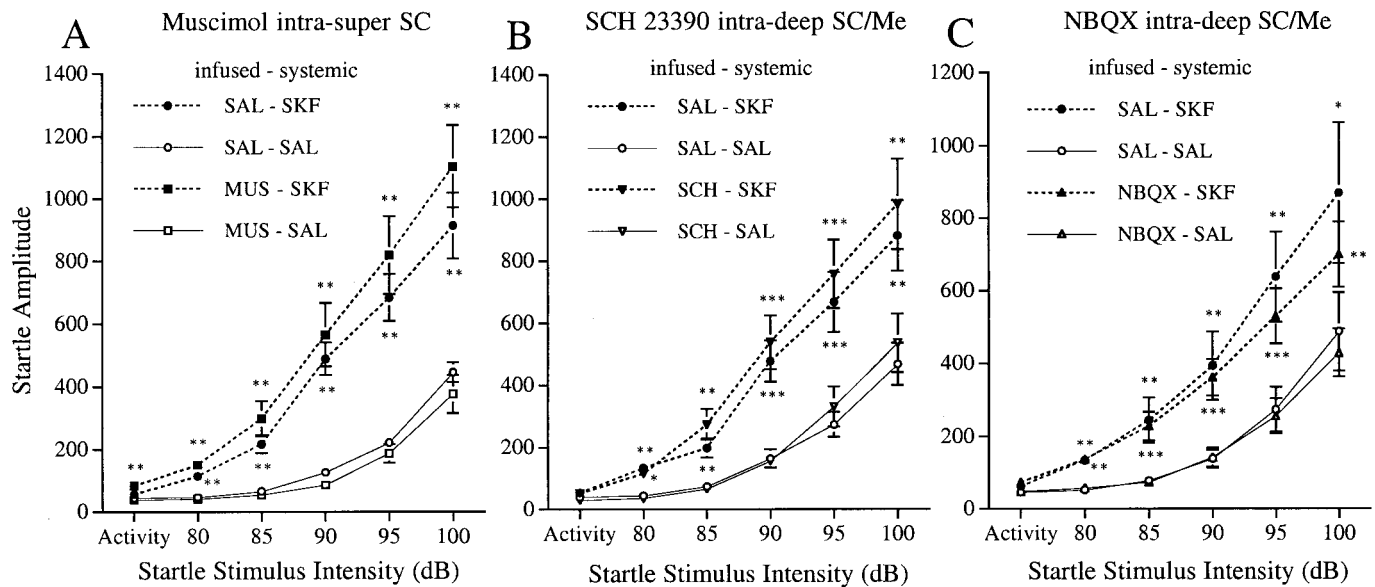 A
Muscimol intra-super SC
infused - systemic
SAL - SKF
SAL - SAL
MUS - SKF
MUS - SAL
Startle Amplitude
1400
1200
1000
800
600
400
200
0
**
**
**
**
**
**
**
**
**
**
**
Activity 80 85 90 95 100
Startle Stimulus Intensity (dB)
B
SCH 23390 intra-deep SC/Me
infused - systemic
SAL - SKF
SAL - SAL
SCH - SKF
SCH - SAL
1400
1200
1000
800
600
400
200
0
**
*
**
**
***
***
***
***
**
**
Activity 80 85 90 95 100
Startle Stimulus Intensity (dB)
C
NBQX intra-deep SC/Me
infused - systemic
SAL - SKF
SAL - SAL
NBQX - SKF
NBQX - SAL
1200
1000
800
600
400
200
0
**
**
**
***
**
***
**
***
*
**
Activity 80 85 90 95 100
Startle Stimulus Intensity (dB)